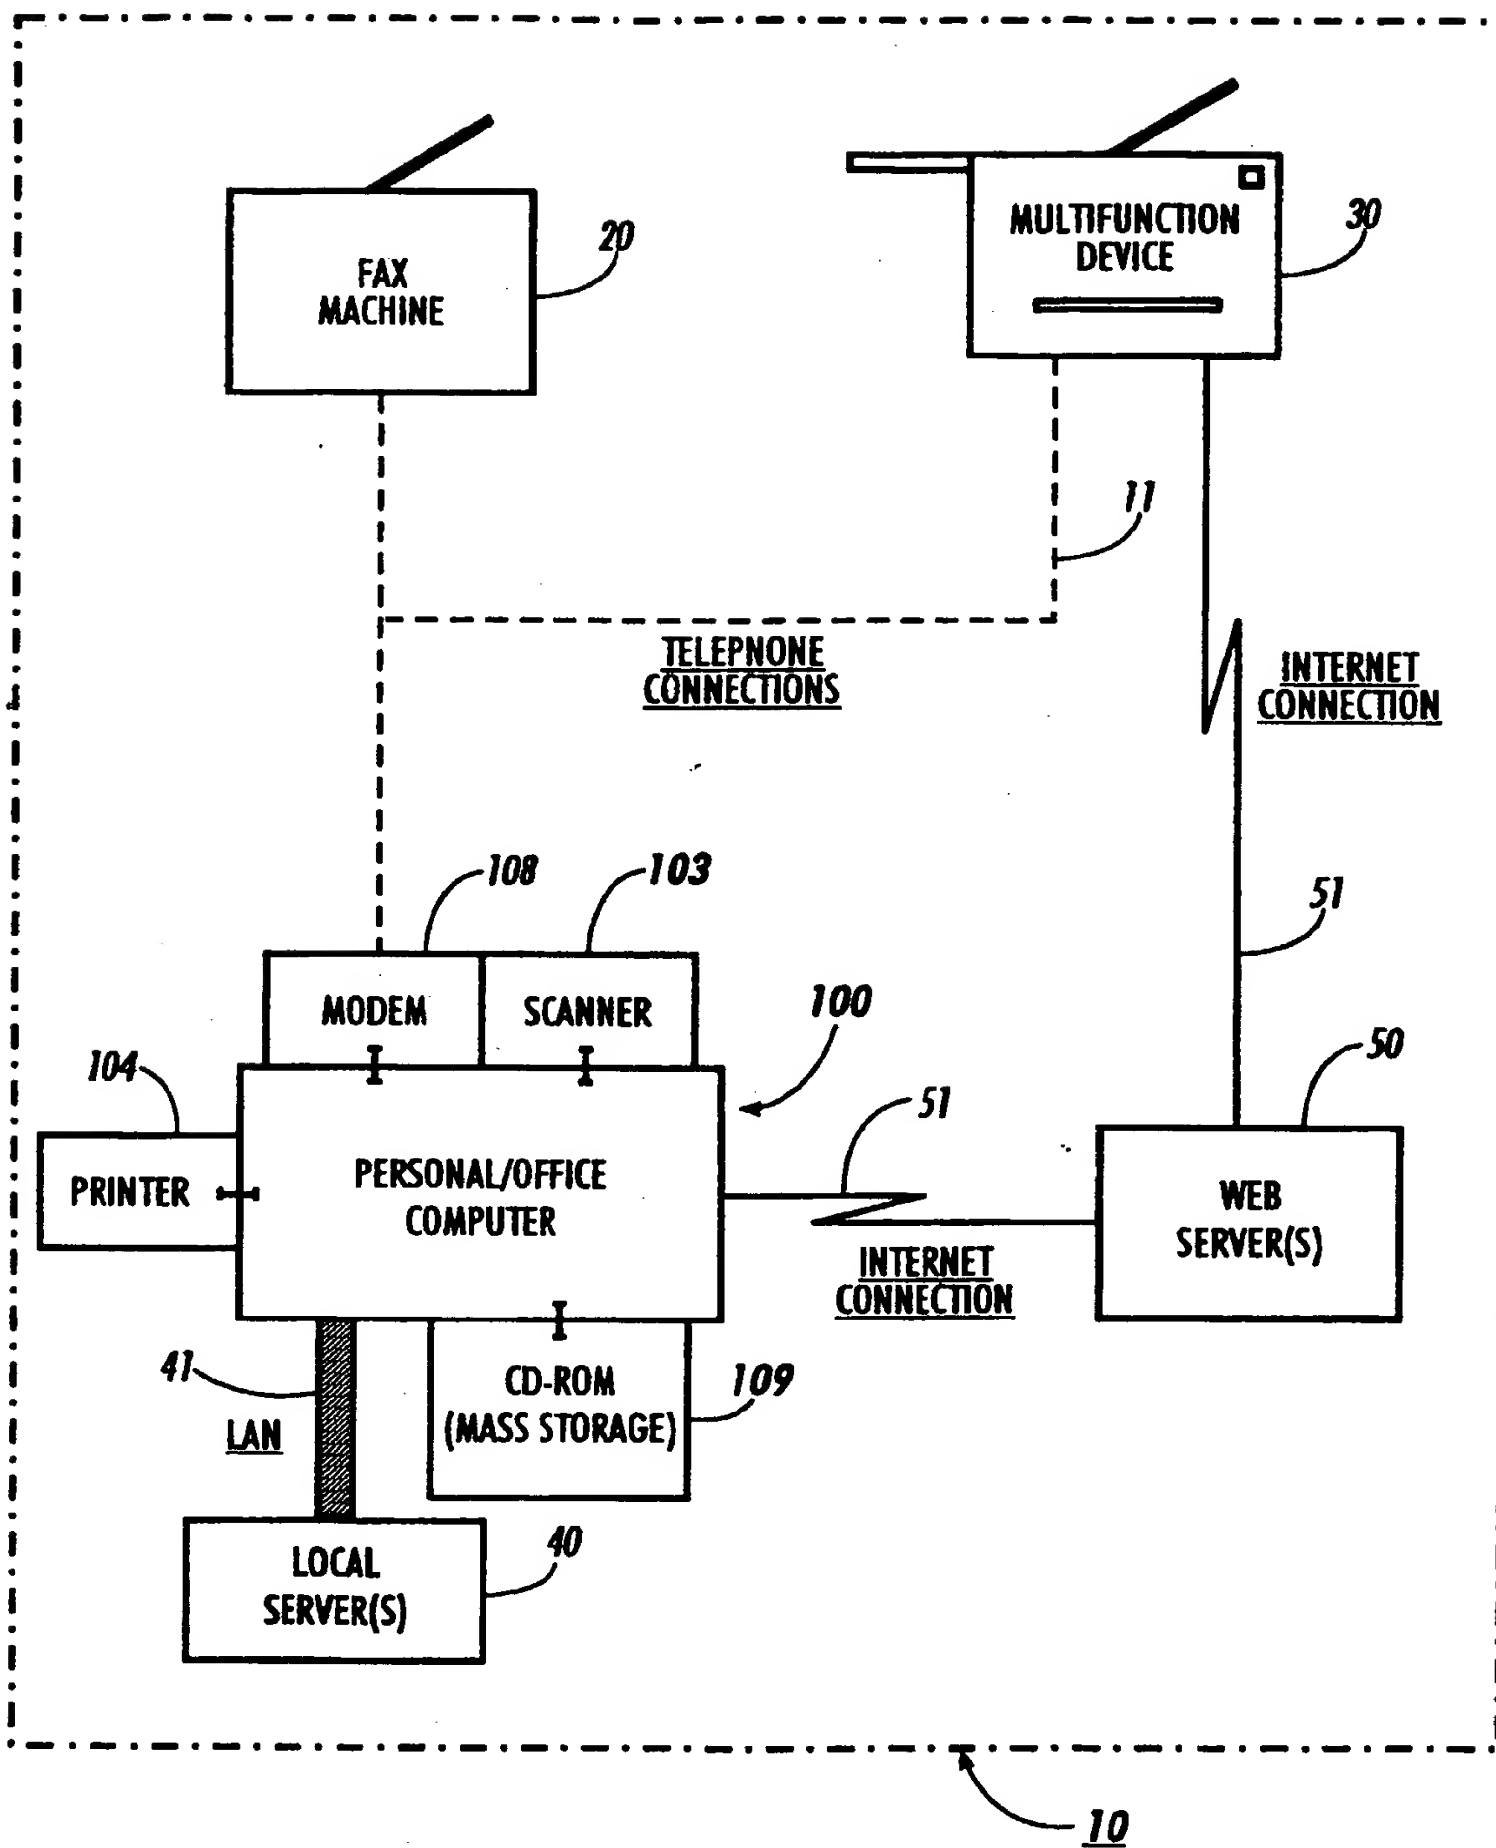 FAX
MACHINE
20
MULTIFUNCTION
DEVICE
30
11
TELEPNONE
CONNECTIONS
INTERNET
CONNECTION
108
103
51
MODEM
SCANNER
100
50
104
51
PRINTER
PERSONAL/OFFICE
COMPUTER
WEB
SERVER(S)
INTERNET
CONNECTION
41
LAN
CD-ROM
(MASS STORAGE)
109
LOCAL
SERVER(S)
40
10